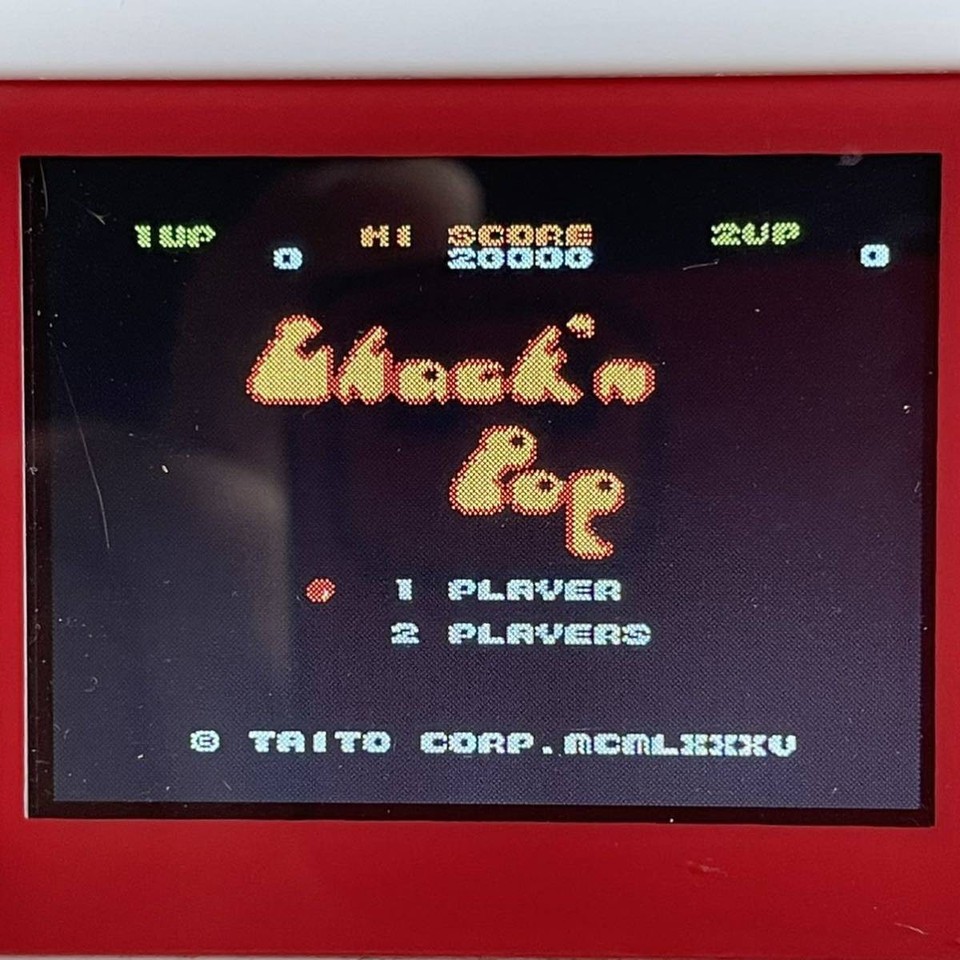 1UP HI SCORE 2UP
0 20000 0
Chack'n
Pop
1 PLAYER
2 PLAYERS
© TAITO CORP.MCMLXXXV